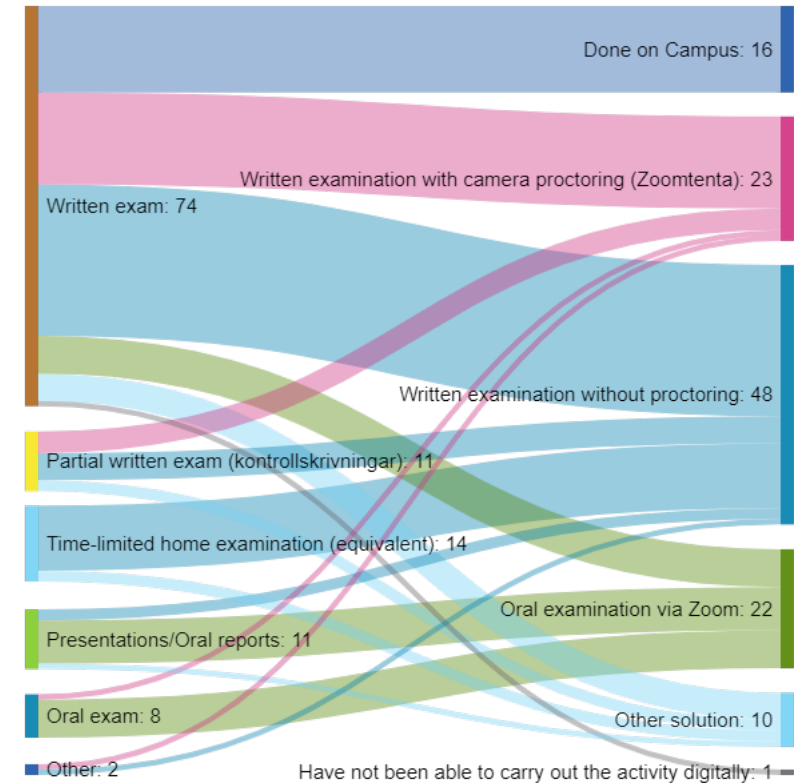 Done on Campus: 16
Written examination with camera proctoring (Zoomtenta): 23
Written exam: 74
Written examination without proctoring: 48
Partial written exam (kontrollskrivningar): 11
Time-limited home examination (equivalent): 14
Oral examination via Zoom: 22
Presentations/Oral reports: 11
Oral exam: 8
Other solution: 10
Other: 2
Have not been able to carry out the activity digitally: 1